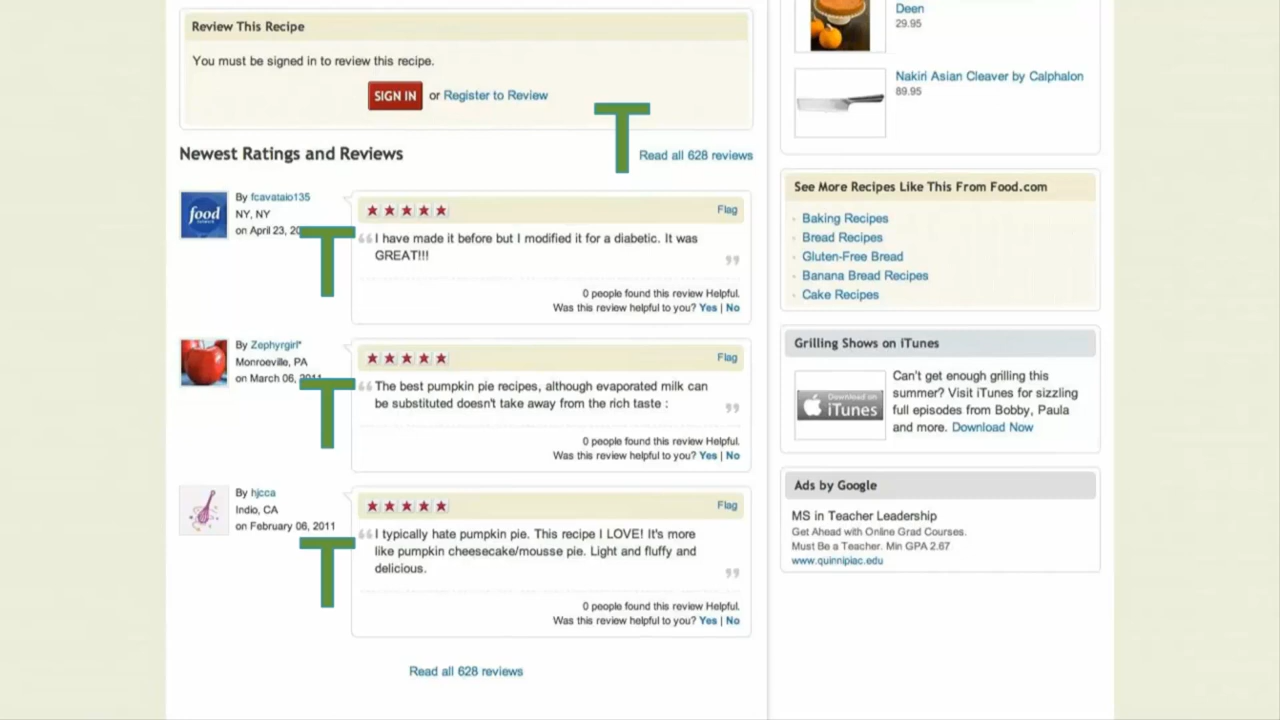 Review This Recipe
You must be signed in to review this recipe.
SIGN IN or Register to Review
T
Newest Ratings and Reviews
Read all 628 reviews
food
By fcavataio135
NY, NY
on April 23,
T
★★★★★ Flag
“ I have made it before but I modified it for a diabetic. It was
GREAT!!! ”
0 people found this review Helpful.
Was this review helpful to you? Yes | No
By Zephyrgirl*
Monroeville, PA
on March 06, 2011
T
★★★★★ Flag
“ The best pumpkin pie recipes, although evaporated milk can
be substituted doesn't take away from the rich taste : ”
0 people found this review Helpful.
Was this review helpful to you? Yes | No
By hjcca
Indio, CA
on February 06, 2011
T
★★★★★ Flag
“ I typically hate pumpkin pie. This recipe I LOVE! It's more
like pumpkin cheesecake/mousse pie. Light and fluffy and
delicious. ”
0 people found this review Helpful.
Was this review helpful to you? Yes | No
Read all 628 reviews
Deen
29.95
Nakiri Asian Cleaver by Calphalon
89.95
See More Recipes Like This From Food.com
Baking Recipes
Bread Recipes
Gluten-Free Bread
Banana Bread Recipes
Cake Recipes
Grilling Shows on iTunes
Download on
iTunes
Can't get enough grilling this
summer? Visit iTunes for sizzling
full episodes from Bobby, Paula
and more. Download Now
Ads by Google
MS in Teacher Leadership
Get Ahead with Online Grad Courses.
Must Be a Teacher. Min GPA 2.67
www.quinnipiac.edu